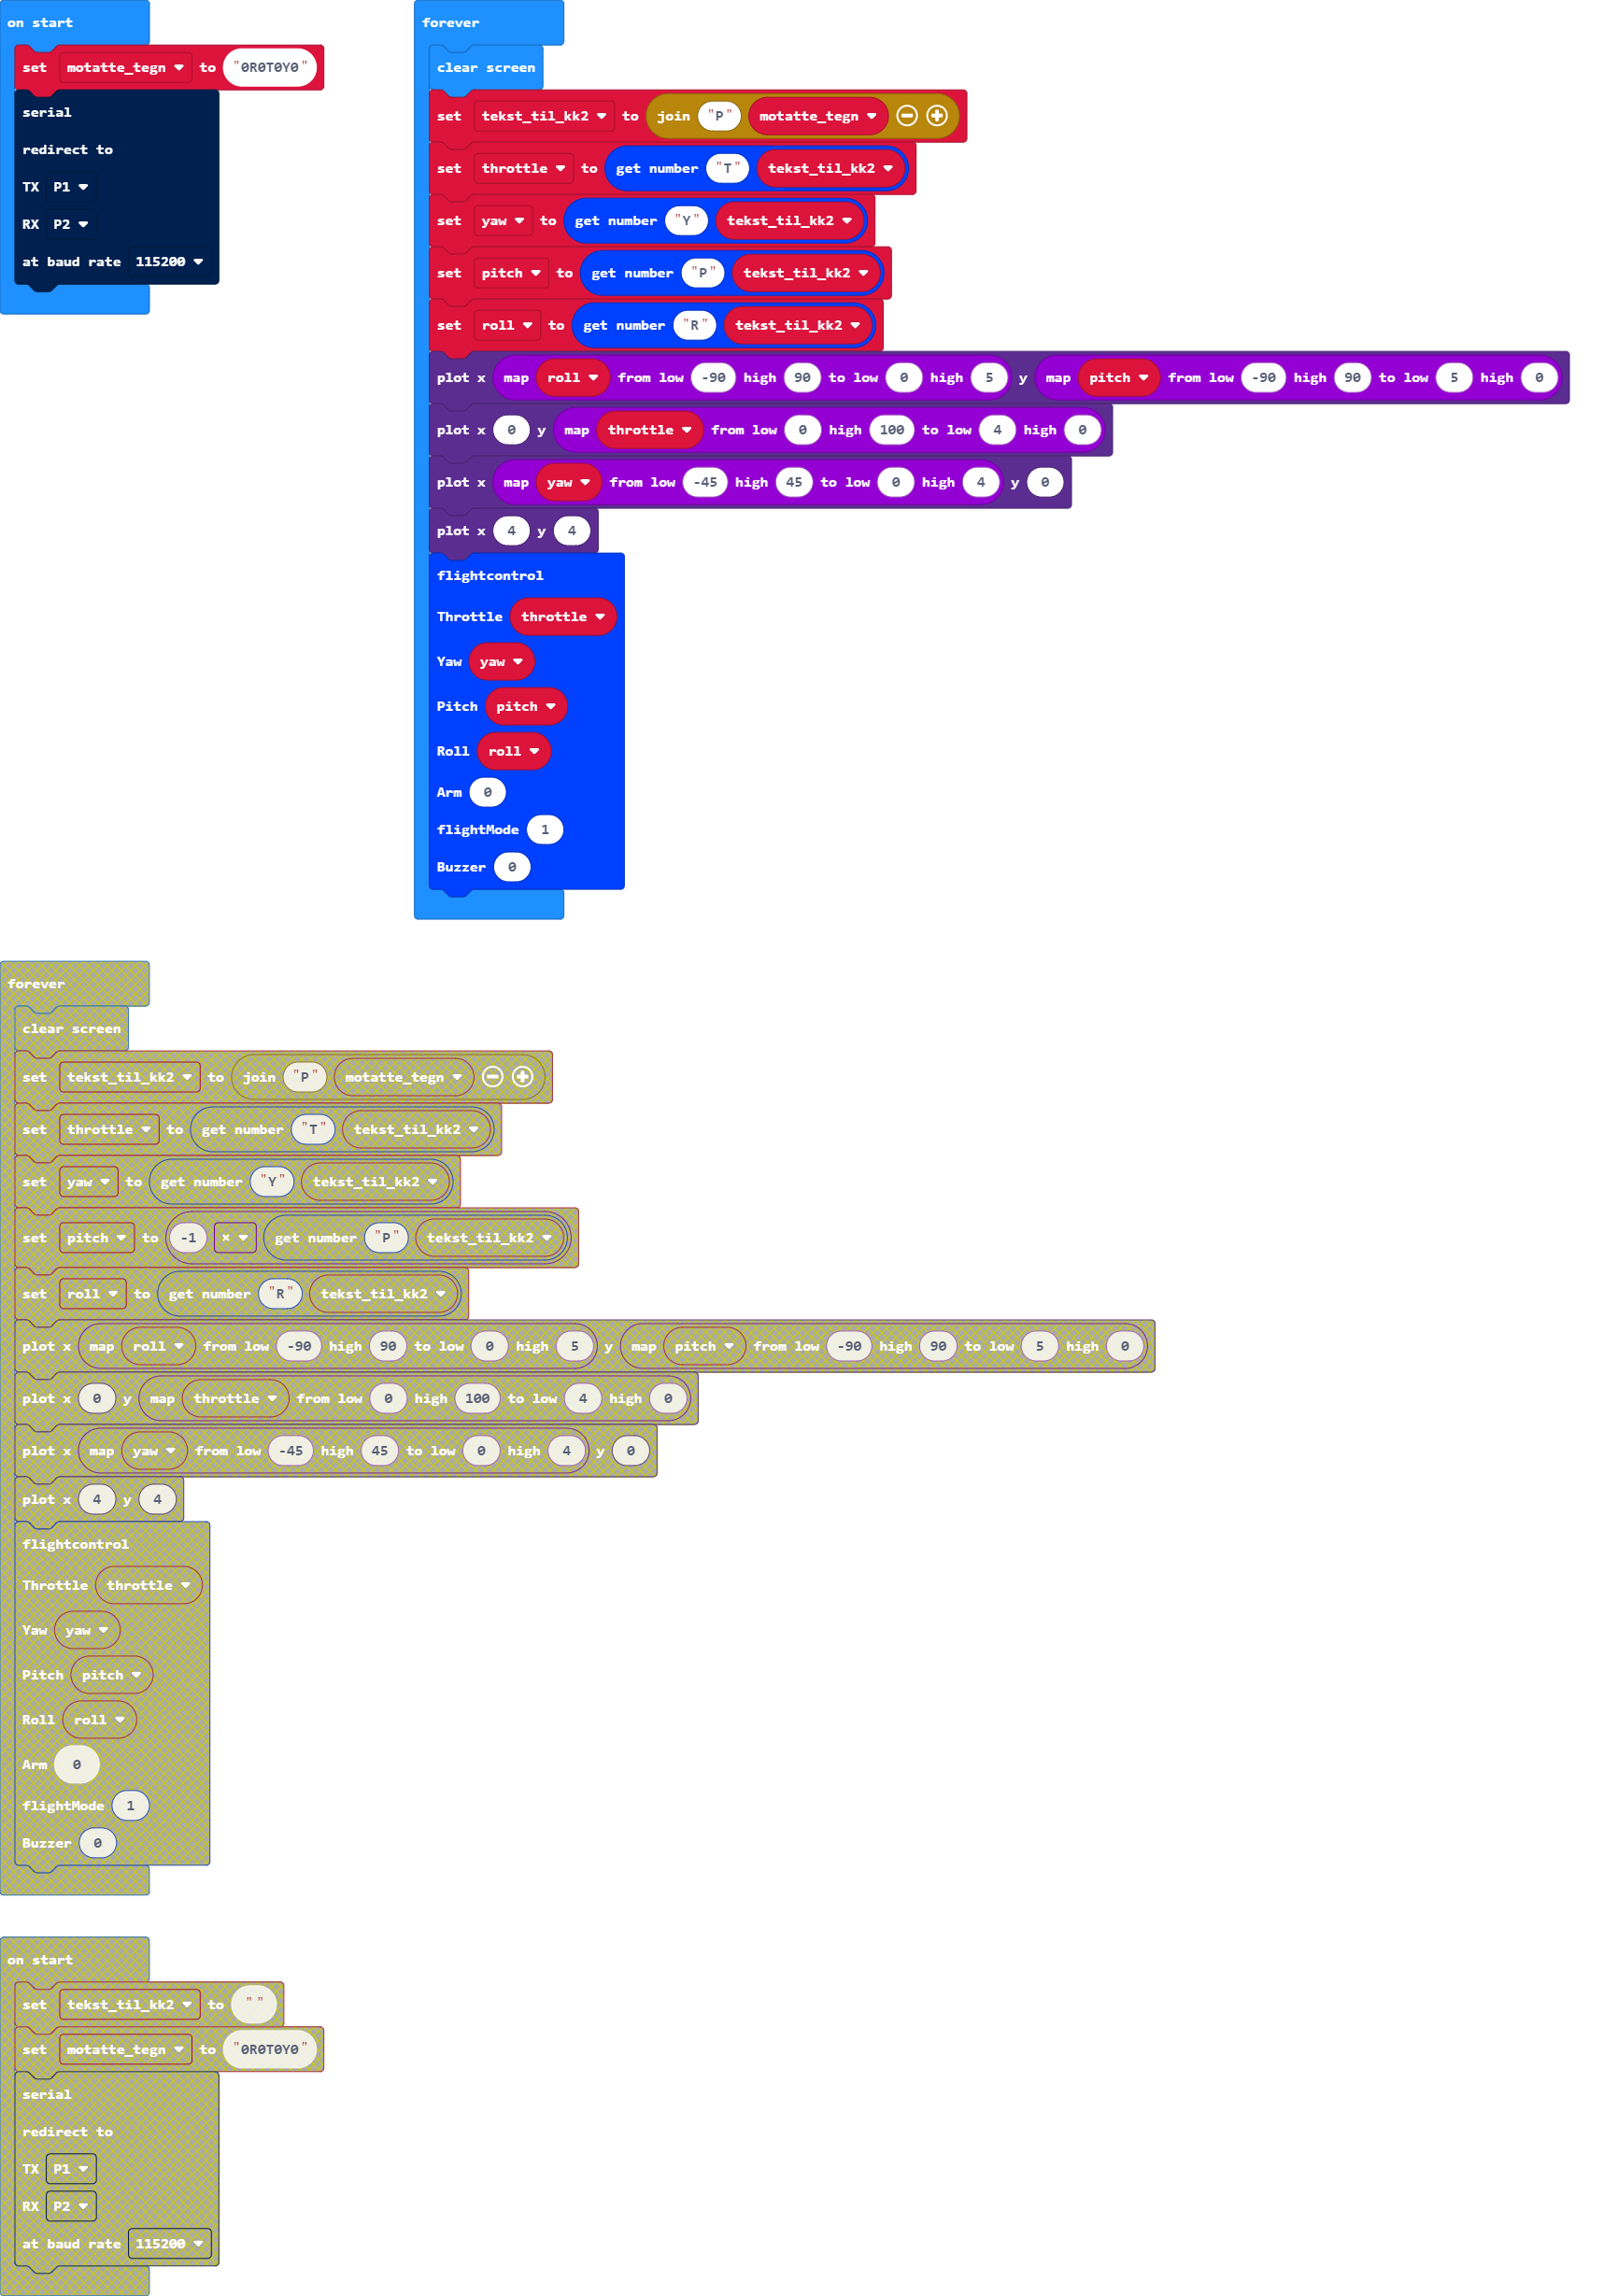 on start
set motatte_tegn to "0R0T0Y0"
serial
redirect to
TX P1
RX P2
at baud rate 115200
forever
clear screen
set tekst_til_kk2 to join "P" motatte_tegn
set throttle to get number "T" tekst_til_kk2
set yaw to get number "Y" tekst_til_kk2
set pitch to get number "P" tekst_til_kk2
set roll to get number "R" tekst_til_kk2
plot x map roll from low -90 high 90 to low 0 high 5 y map pitch from low -90 high 90 to low 5 high 0
plot x 0 y map throttle from low 0 high 100 to low 4 high 0
plot x map yaw from low -45 high 45 to low 0 high 4 y 0
plot x 4 y 4
flightcontrol
Throttle throttle
Yaw yaw
Pitch pitch
Roll roll
Arm 0
flightMode 1
Buzzer 0
forever
clear screen
set tekst_til_kk2 to join "P" motatte_tegn
set throttle to get number "T" tekst_til_kk2
set yaw to get number "Y" tekst_til_kk2
set pitch to -1 × get number "P" tekst_til_kk2
set roll to get number "R" tekst_til_kk2
plot x map roll from low -90 high 90 to low 0 high 5 y map pitch from low -90 high 90 to low 5 high 0
plot x 0 y map throttle from low 0 high 100 to low 4 high 0
plot x map yaw from low -45 high 45 to low 0 high 4 y 0
plot x 4 y 4
flightcontrol
Throttle throttle
Yaw yaw
Pitch pitch
Roll roll
Arm 0
flightMode 1
Buzzer 0
on start
set tekst_til_kk2 to " "
set motatte_tegn to "0R0T0Y0"
serial
redirect to
TX P1
RX P2
at baud rate 115200